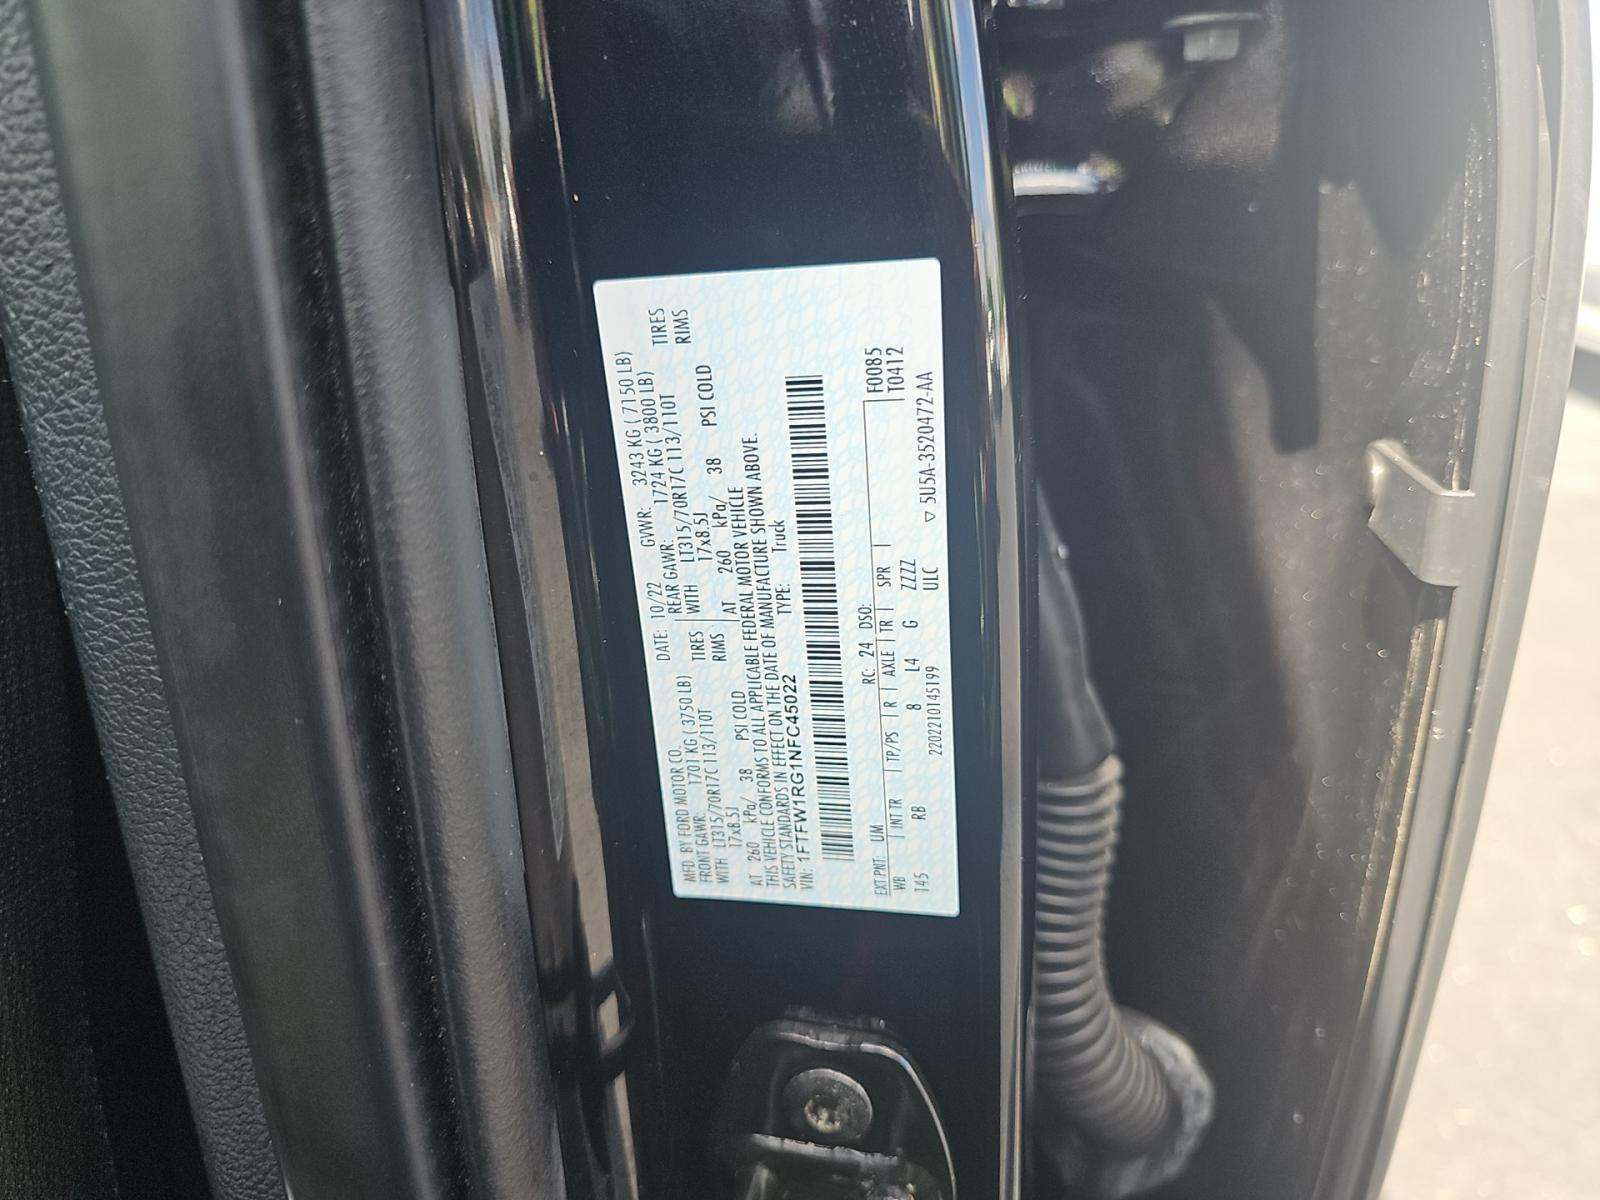 MFD. BY FORD MOTOR CO.
DATE: 10/22 GVWR: 3243 KG ( 7150 LB)
FRONT GAWR: 1701 KG ( 3750 LB) REAR GAWR: 1724 KG ( 3800 LB)
WITH LT315/70R17C 113/110T TIRES WITH LT315/70R17C 113/110T TIRES
17x8.5J RIMS 17x8.5J RIMS
AT 260 kPa/ 38 PSI COLD AT 260 kPa/ 38 PSI COLD
THIS VEHICLE CONFORMS TO ALL APPLICABLE FEDERAL MOTOR VEHICLE
SAFETY STANDARDS IN EFFECT ON THE DATE OF MANUFACTURE SHOWN ABOVE.
VIN: 1FTFW1RG1NFC45022 TYPE: Truck
F0085
EXT PNT: UM RC: 24 DSO: T0412
WB INT TR TP/PS R AXLE TR SPR
145 RB 8 L4 G ZZZZ
ULC
2202210145199 ▽ 5U5A-3520472-AA